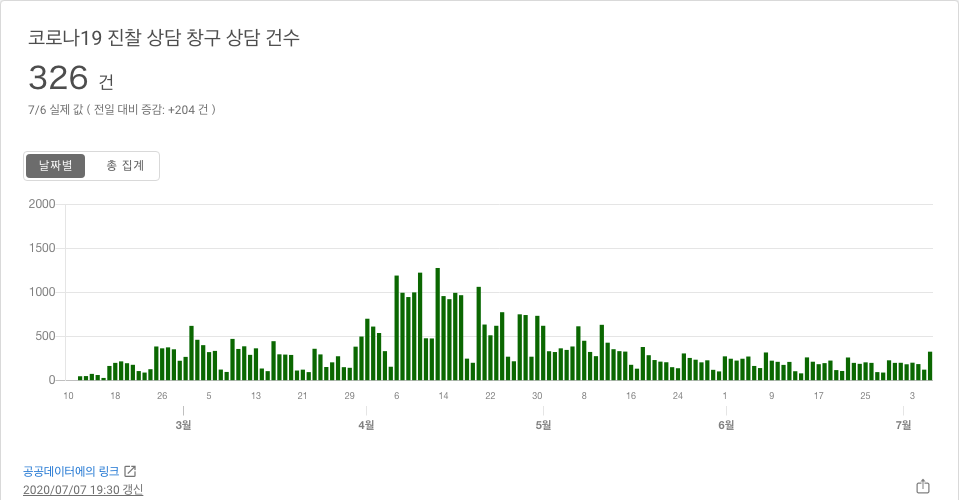 코로나19 진찰 상담 창구 상담 건수
326 건
7/6 실제 값 ( 전일 대비 증감: +204 건 )
날짜별 총 집계
2000
1500
1000
500
0
10 18 26 5 13 21 29 6 14 22 30 8 16 24 1 9 17 25 3
3월 4월 5월 6월 7월
공공데이터에의 링크
2020/07/07 19:30 갱신